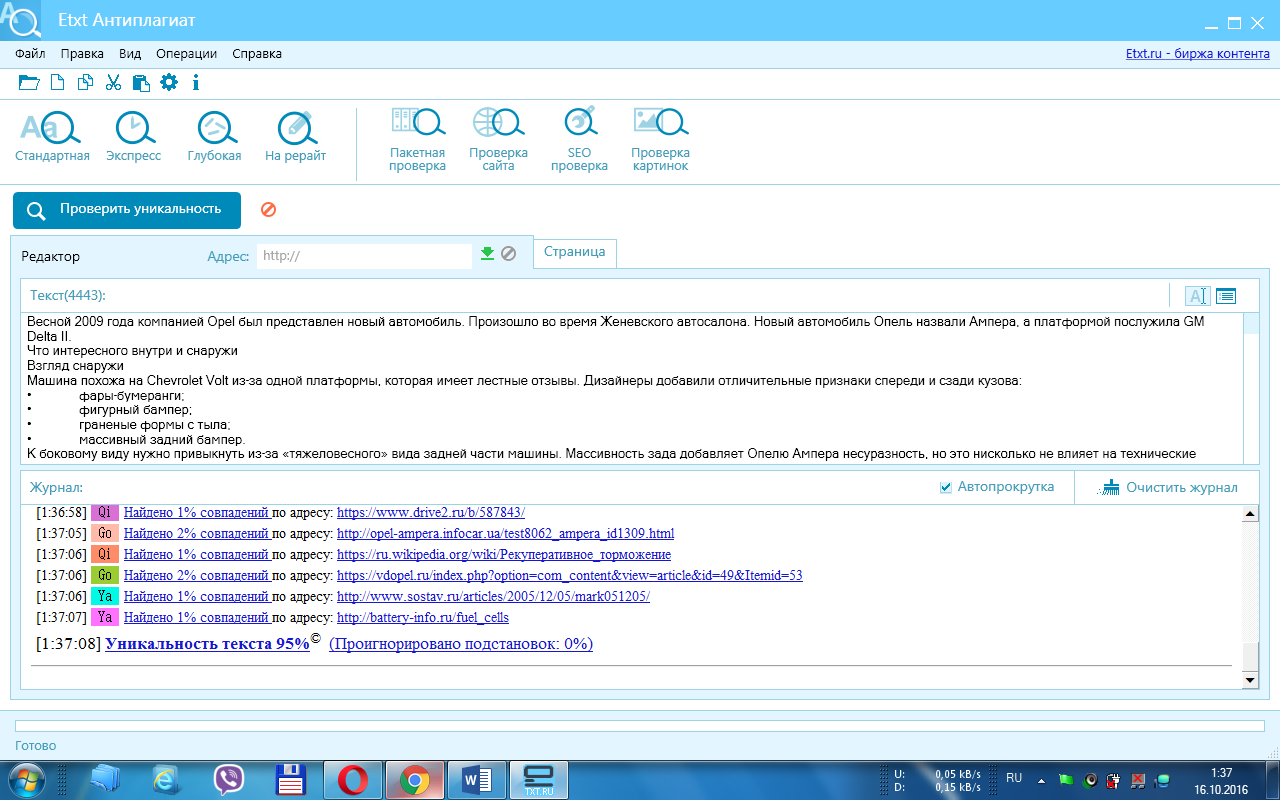 Etxt Антиплагиат
Файл Правка Вид Операции Справка Etxt.ru - биржа контента
Aa
Стандартная Экспресс Глубокая На рерайт Пакетная проверка Проверка сайта SEO проверка Проверка картинок
Проверить уникальность
Редактор Адрес: http:// Страница
Текст(4443):
Весной 2009 года компанией Opel был представлен новый автомобиль. Произошло во время Женевского автосалона. Новый автомобиль Опель назвали Ампера, а платформой послужила GM
Delta II.
Что интересного внутри и снаружи
Взгляд снаружи
Машина похожа на Chevrolet Volt из-за одной платформы, которая имеет лестные отзывы. Дизайнеры добавили отличительные признаки спереди и сзади кузова:
• фары-бумеранги;
• фигурный бампер;
• граненые формы с тыла;
• массивный задний бампер.
К боковому виду нужно привыкнуть из-за «тяжеловесного» вида задней части машины. Массивность зада добавляет Опелю Ампера несуразность, но это нисколько не влияет на технические
Журнал: Автопрокрутка Очистить журнал
[1:36:58] Qi Найдено 1% совпадений по адресу: https://www.drive2.ru/b/587843/
[1:37:05] Go Найдено 2% совпадений по адресу: http://opel-ampera.infocar.ua/test8062_ampera_id1309.html
[1:37:06] Qi Найдено 1% совпадений по адресу: https://ru.wikipedia.org/wiki/Рекуперативное_торможение
[1:37:06] Go Найдено 2% совпадений по адресу: https://vdopel.ru/index.php?option=com_content&view=article&id=49&Itemid=53
[1:37:06] Ya Найдено 1% совпадений по адресу: http://www.sostav.ru/articles/2005/12/05/mark051205/
[1:37:07] Ya Найдено 1% совпадений по адресу: http://battery-info.ru/fuel_cells
[1:37:08] Уникальность текста 95%© (Проигнорировано подстановок: 0%)
Готово
TXT.RU
U: 0,05 kB/s
D: 0,15 kB/s
RU
1:37
16.10.2016